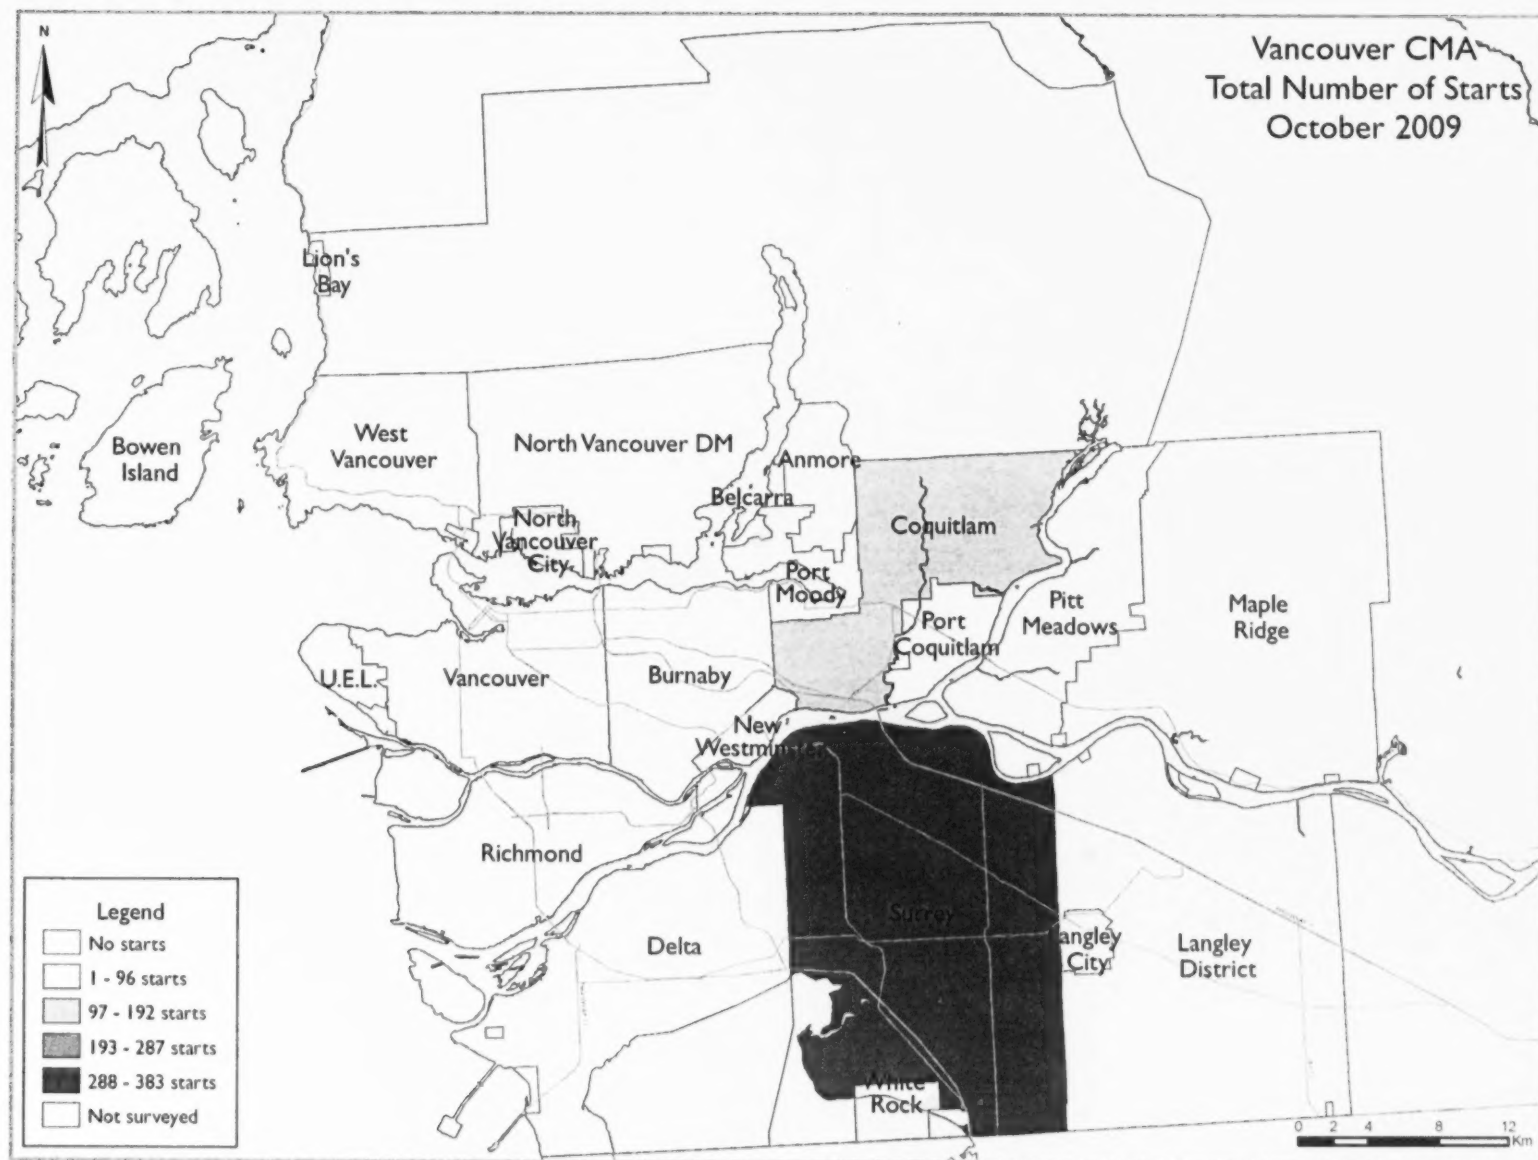 N
Vancouver CMA
Total Number of Starts
October 2009
Lion's
Bay
Bowen
Island
West
Vancouver
North Vancouver DM
Anmore
Belcarra
North
Vancouver
City
Coquitlam
Port
Moody
Port
Coquitlam
Pitt
Meadows
Maple
Ridge
U.E.L.
Vancouver
Burnaby
New
Westminster
Richmond
Surrey
Delta
angley
City
Langley
District
White
Rock
Legend
No starts
1 - 96 starts
97 - 192 starts
193 - 287 starts
288 - 383 starts
Not surveyed
0 2 4 8 12
Km